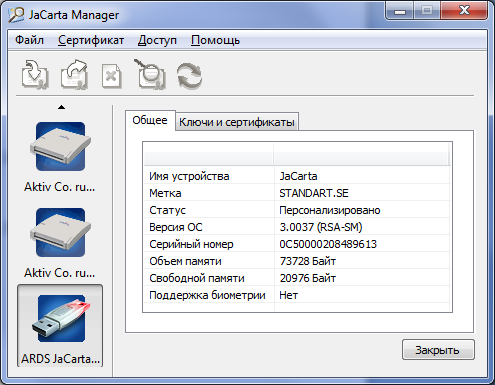 JaCarta Manager
Файл Сертификат Доступ Помощь
Aktiv Co. ru...
Aktiv Co. ru...
ARDS JaCarta...
Общее Ключи и сертификаты
Имя устройства JaCarta
Метка STANDART.SE
Статус Персонализировано
Версия ОС 3.0037 (RSA-SM)
Серийный номер 0C50000208489613
Объем памяти 73728 Байт
Свободной памяти 20976 Байт
Поддержка биометрии Нет
Закрыть